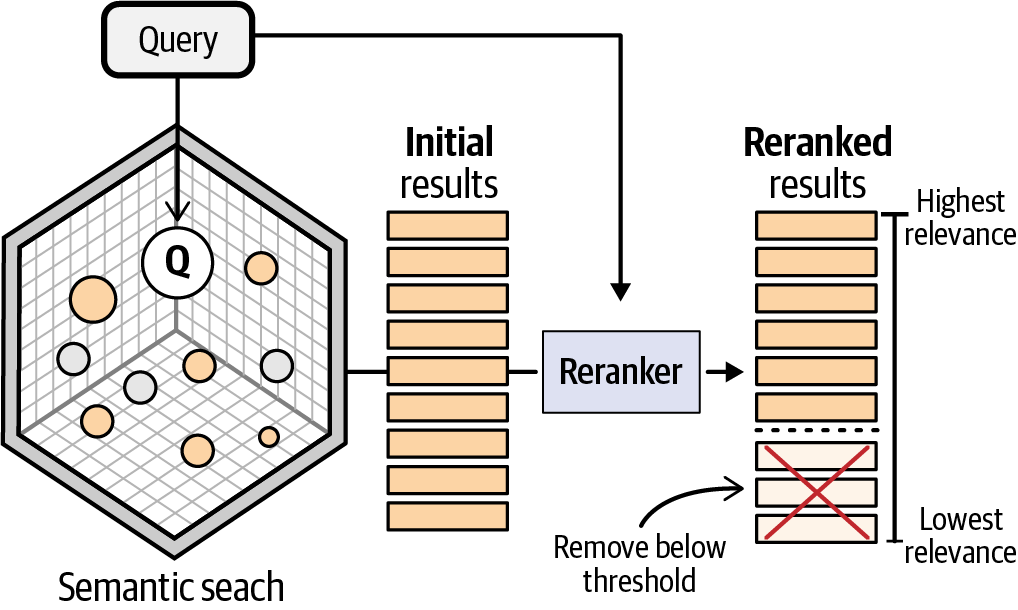 Query
Q
Semantic seach
Initial
results
Reranker
Reranked
results
Highest
relevance
Lowest
relevance
Remove below
threshold